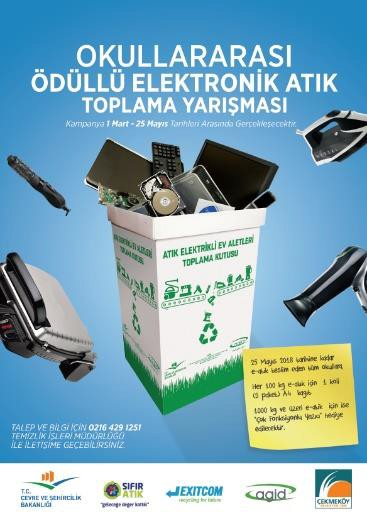 OKULLARARASI
ÖDÜLLÜ ELEKTRONİK ATIK
TOPLAMA YARIŞMASI
Kampanya 1 Mart - 25 Mayıs Tarihleri Arasında Gerçekleşecektir.
ATIK ELEKTRİKLİ EV ALETLERİ
TOPLAMA KUTUSU
25 Mayıs 2018 tarihine kadar
e-atık teslim eden tüm okullara,
Her 100 kg e-atık için 1 koli
(5 paket) A4 kağıt
1000 kg ve üzeri e-atık için ise
"Çok Fonksiyonlu Yazıcı" hediye
edilecektir.
TALEP VE BİLGİ İÇİN 0216 429 1251
TEMİZLİK İŞLERİ MÜDÜRLÜĞÜ
İLE İLETİŞİME GEÇEBİLİRSİNİZ.
T.C.
ÇEVRE VE ŞEHİRCİLİK
BAKANLIĞI
SIFIR
ATIK
"geleceğe değer kattık"
EXITCOM
recycling for future
agid
ÇEKMEKÖY